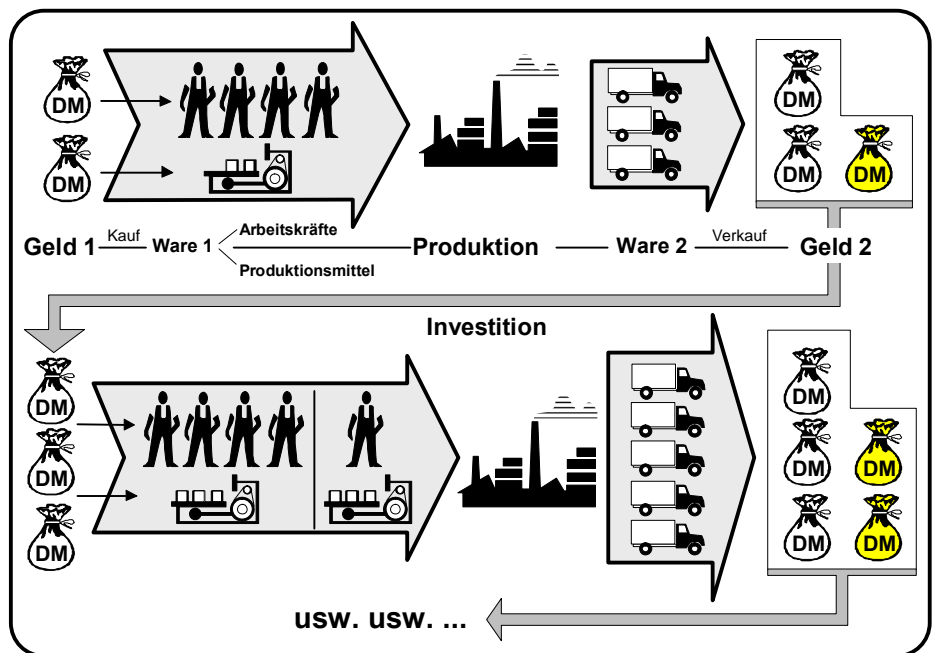 DM
DM
DM
DM
DM
Kauf
Arbeitskräfte
Verkauf
Geld 1
Ware 1
Produktion
Ware 2
Geld 2
Produktionsmittel
Investition
DM
DM
DM
DM
DM
DM
DM
DM
usw. usw. ...